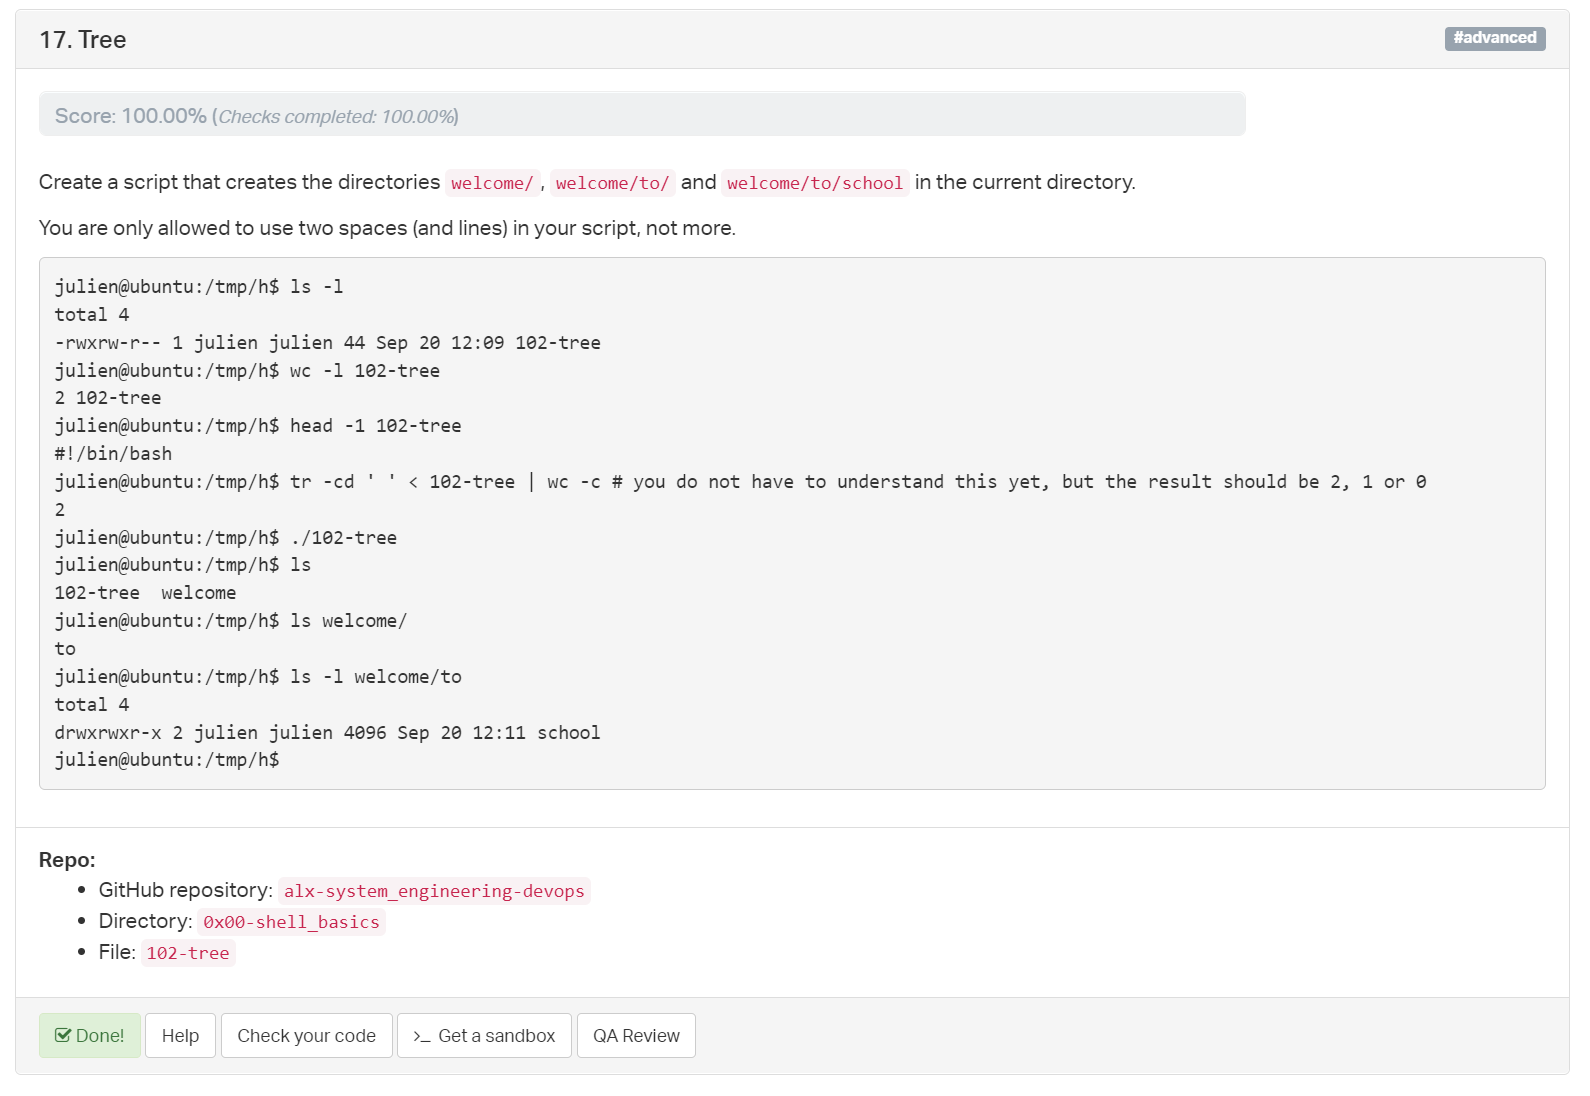 17. Tree
#advanced
Score: 100.00% (Checks completed: 100.00%)
Create a script that creates the directories welcome/ , welcome/to/ and welcome/to/school in the current directory.
You are only allowed to use two spaces (and lines) in your script, not more.
julien@ubuntu:/tmp/h$ ls -l
total 4
-rwxrw-r-- 1 julien julien 44 Sep 20 12:09 102-tree
julien@ubuntu:/tmp/h$ wc -l 102-tree
2 102-tree
julien@ubuntu:/tmp/h$ head -1 102-tree
#!/bin/bash
julien@ubuntu:/tmp/h$ tr -cd ' ' < 102-tree | wc -c # you do not have to understand this yet, but the result should be 2, 1 or 0
2
julien@ubuntu:/tmp/h$ ./102-tree
julien@ubuntu:/tmp/h$ ls
102-tree  welcome
julien@ubuntu:/tmp/h$ ls welcome/
to
julien@ubuntu:/tmp/h$ ls -l welcome/to
total 4
drwxrwxr-x 2 julien julien 4096 Sep 20 12:11 school
julien@ubuntu:/tmp/h$
Repo:
• GitHub repository: alx-system_engineering-devops
• Directory: 0x00-shell_basics
• File: 102-tree
Done! Help Check your code >_ Get a sandbox QA Review